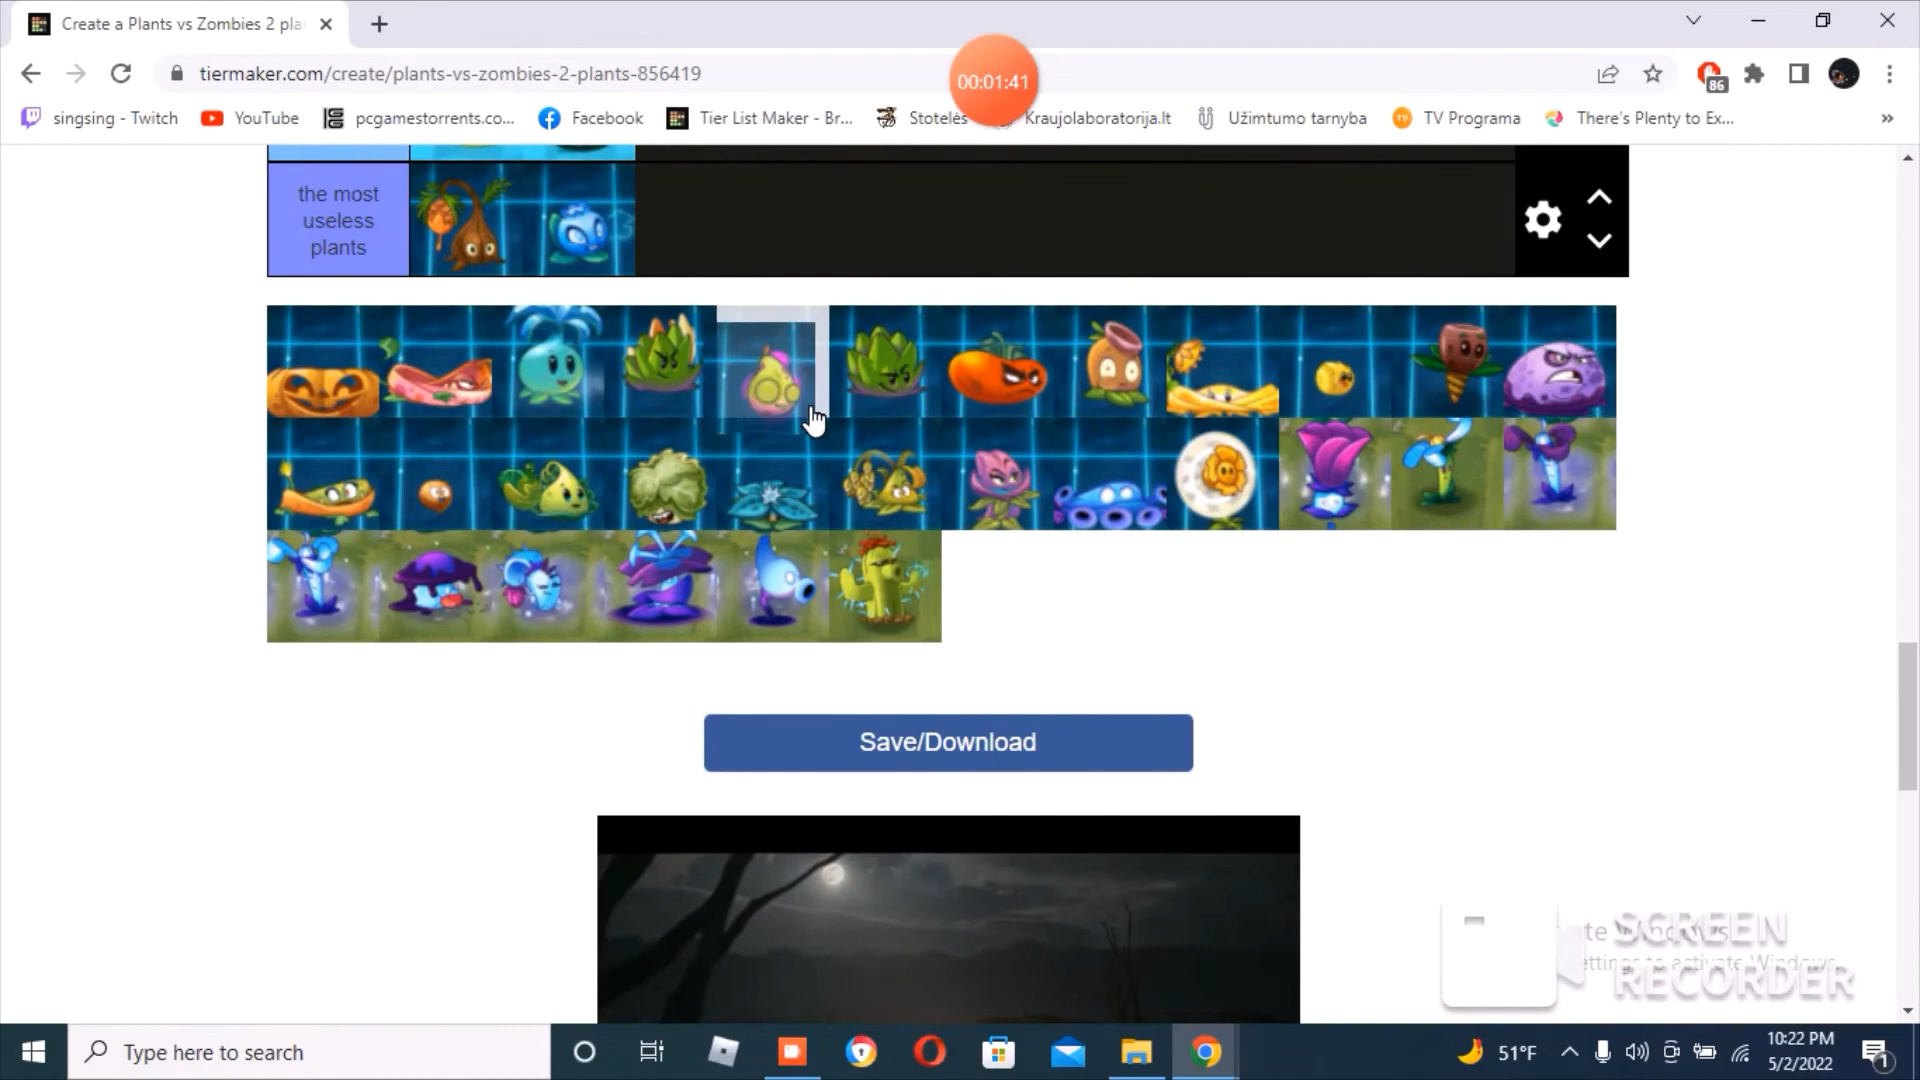 Create a Plants vs Zombies 2 pla
tiermaker.com/create/plants-vs-zombies-2-plants-856419
00:01:41
86
singsing - Twitch
YouTube
pcgamestorrents.co...
Facebook
Tier List Maker - Br...
Stotelės
Kraujolaboratorija.lt
Užimtumo tarnyba
TV Programa
There's Plenty to Ex...
the most
useless
plants
Save/Download
SCREEN
RECORDER
Type here to search
51°F
10:22 PM
5/2/2022
1